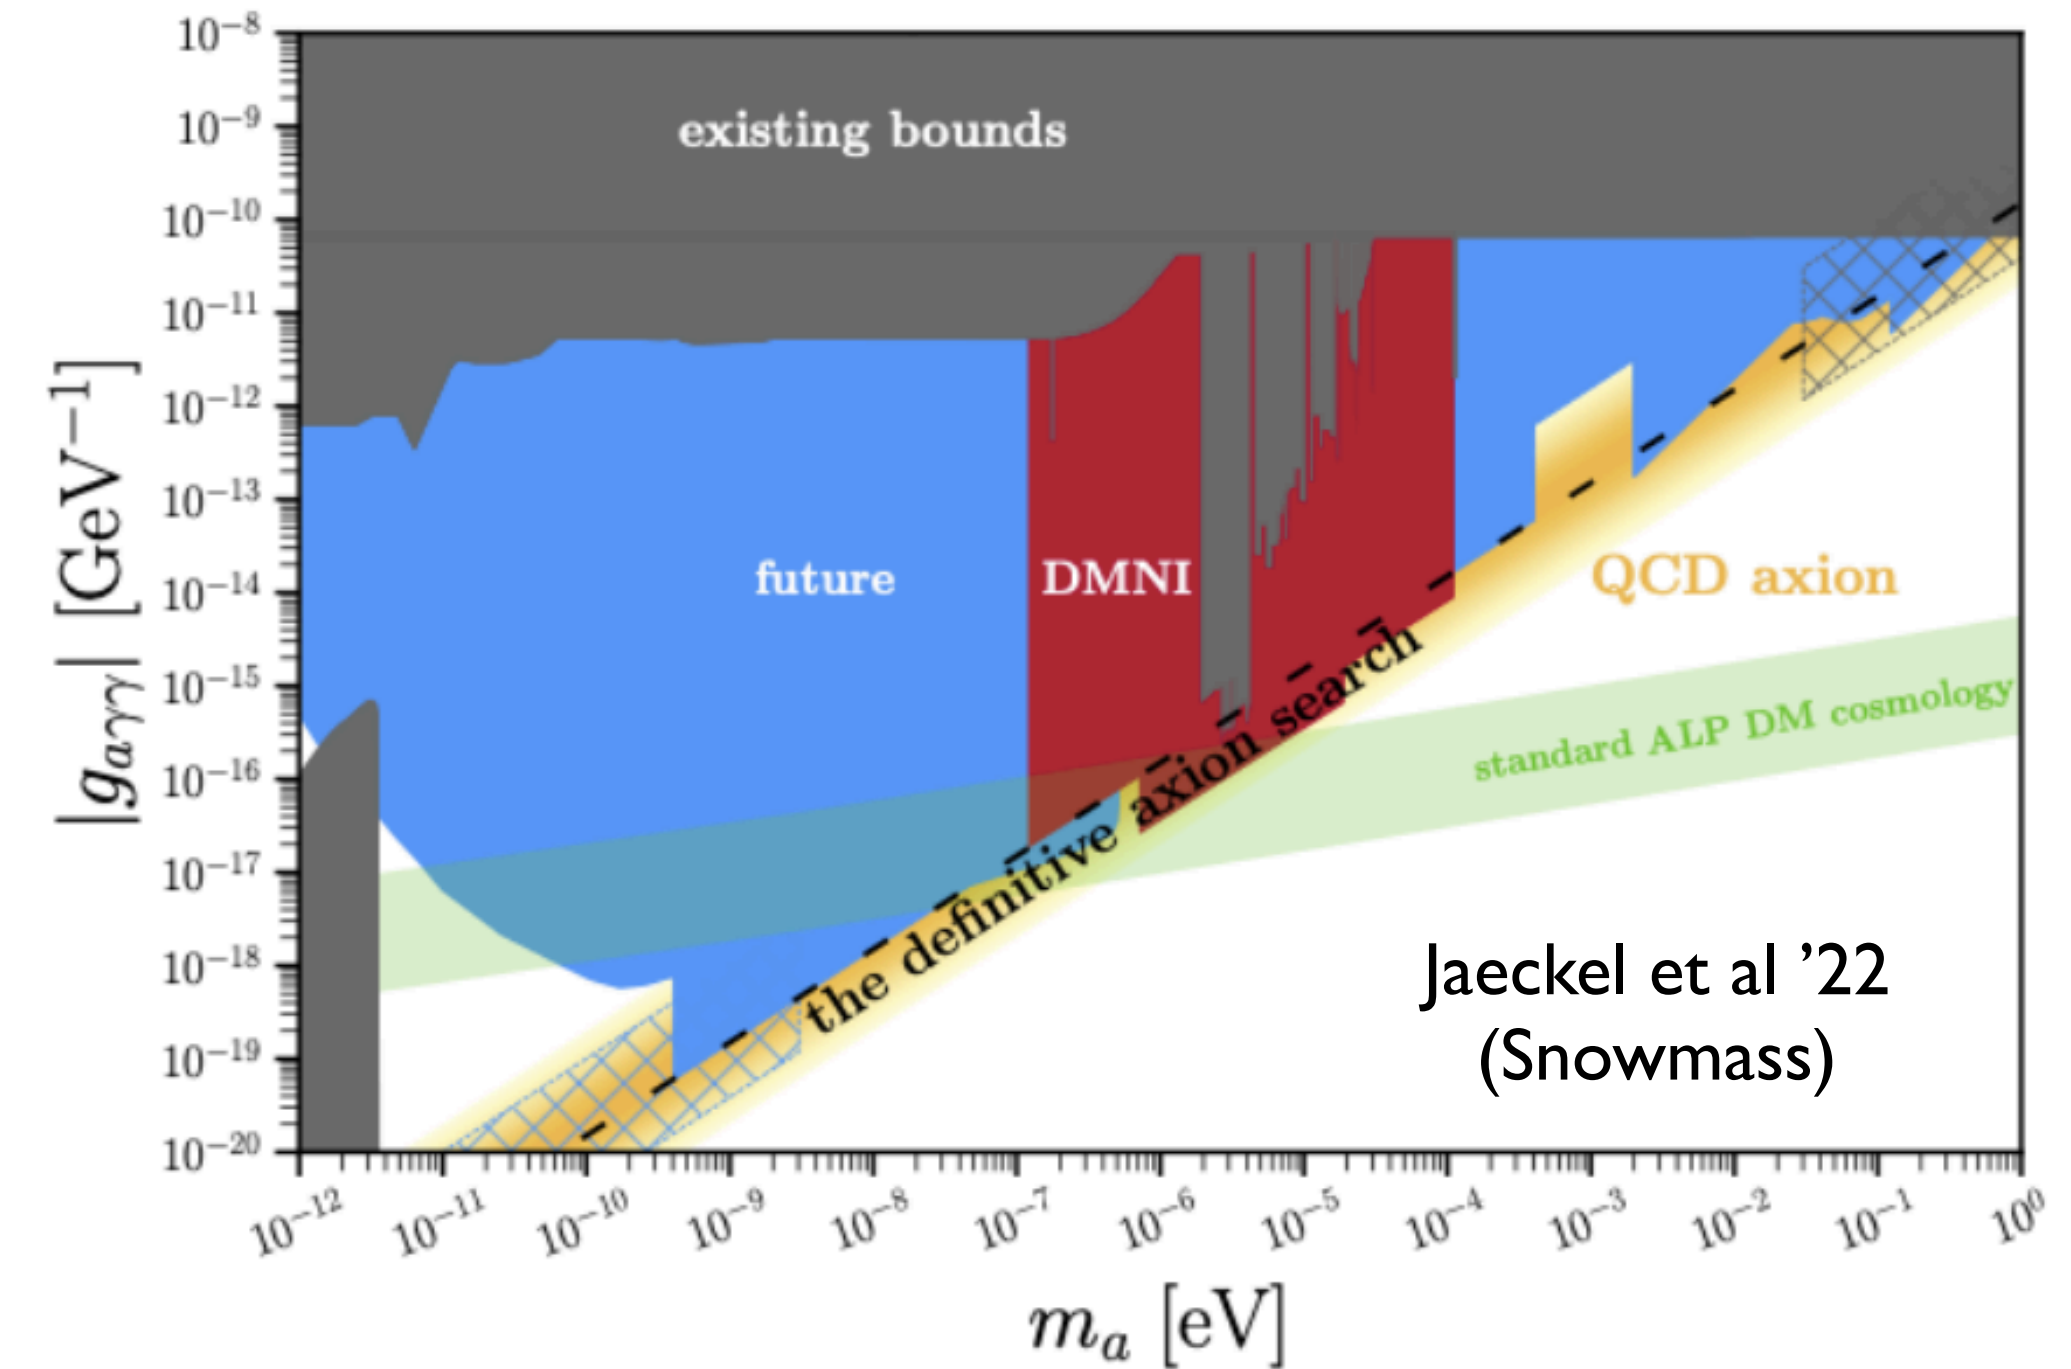 10⁻⁸
10⁻⁹
10⁻¹⁰
10⁻¹¹
10⁻¹²
10⁻¹³
10⁻¹⁴
10⁻¹⁵
10⁻¹⁶
10⁻¹⁷
10⁻¹⁸
10⁻¹⁹
10⁻²⁰
|g_{aγγ}| [GeV⁻¹]
existing bounds
future
DMNI
QCD axion
standard ALP DM cosmology
the definitive axion search
Jaeckel et al ’22
(Snowmass)
10⁻¹² 10⁻¹¹ 10⁻¹⁰ 10⁻⁹ 10⁻⁸ 10⁻⁷ 10⁻⁶ 10⁻⁵ 10⁻⁴ 10⁻³ 10⁻² 10⁻¹ 10⁰
m_a [eV]